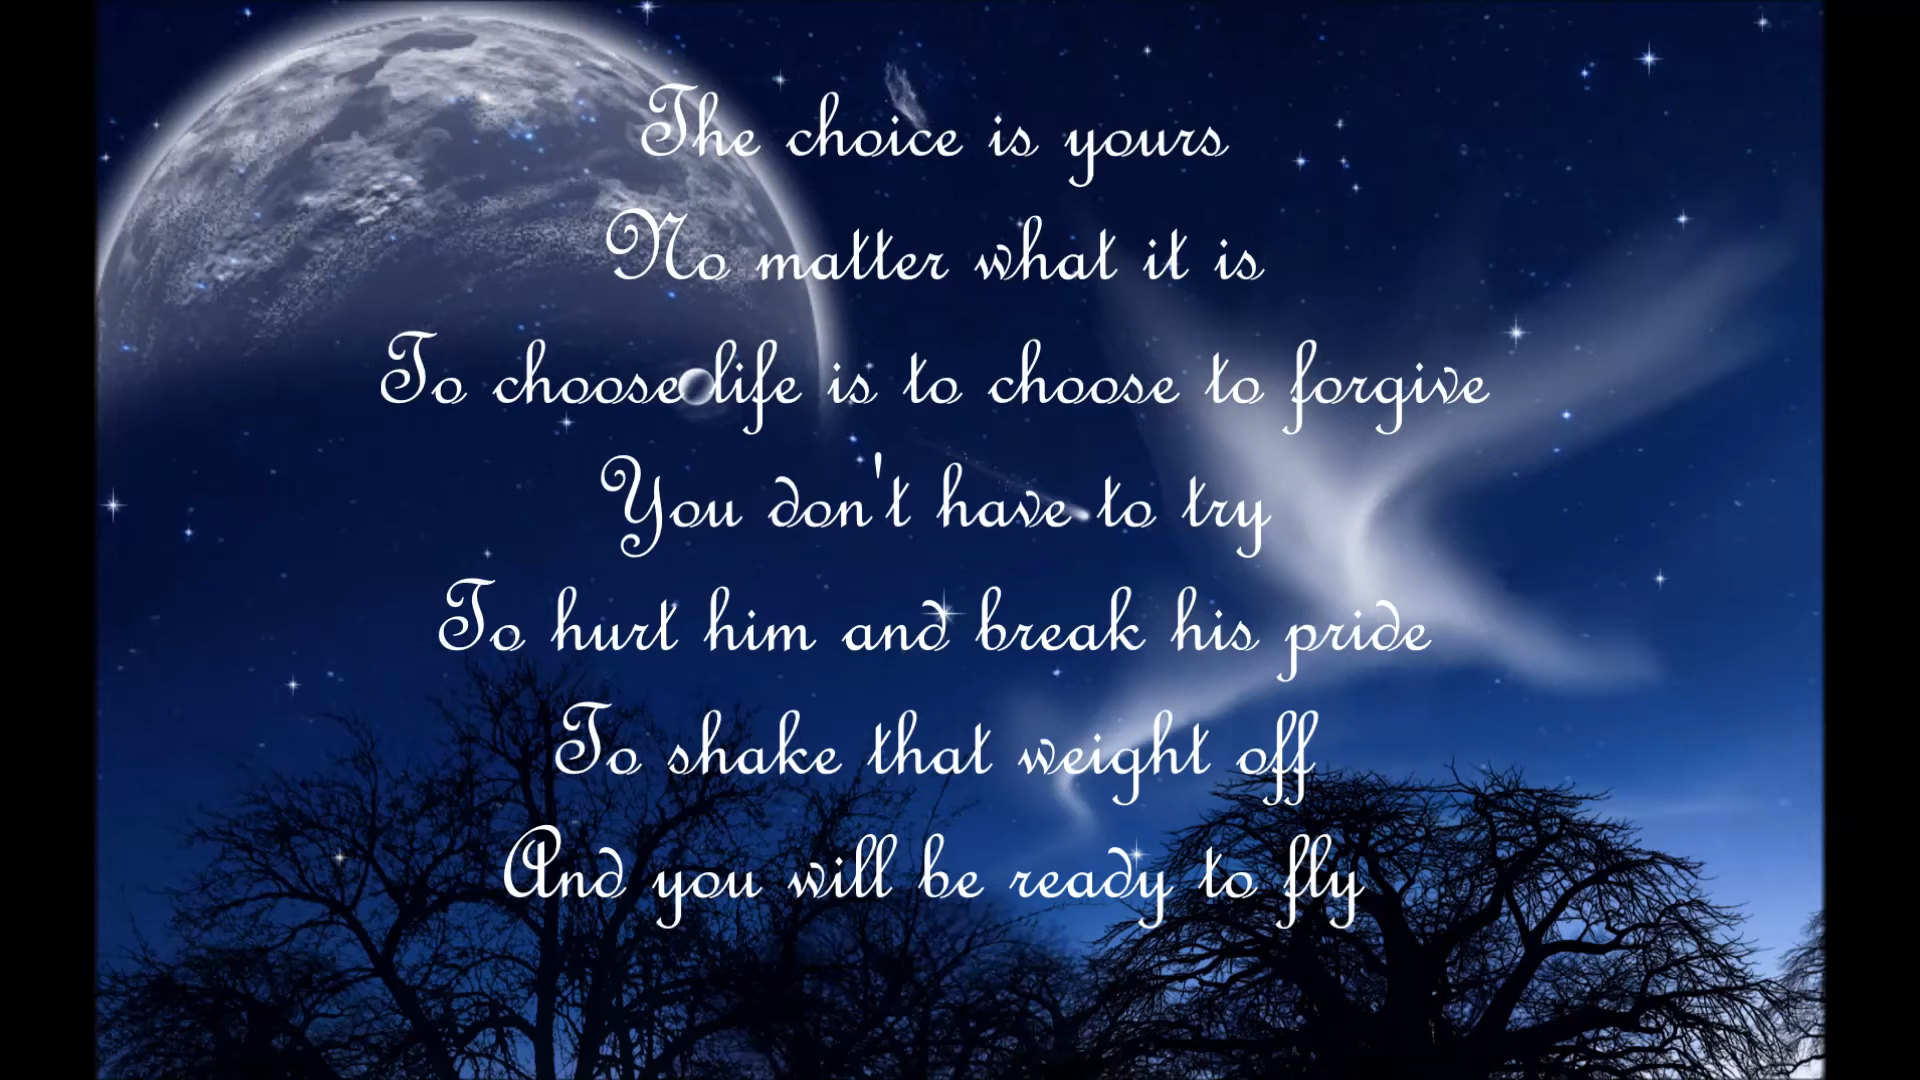 The choice is yours
No matter what it is
To choose life is to choose to forgive
You don't have to try
To hurt him and break his pride
To shake that weight off
And you will be ready to fly